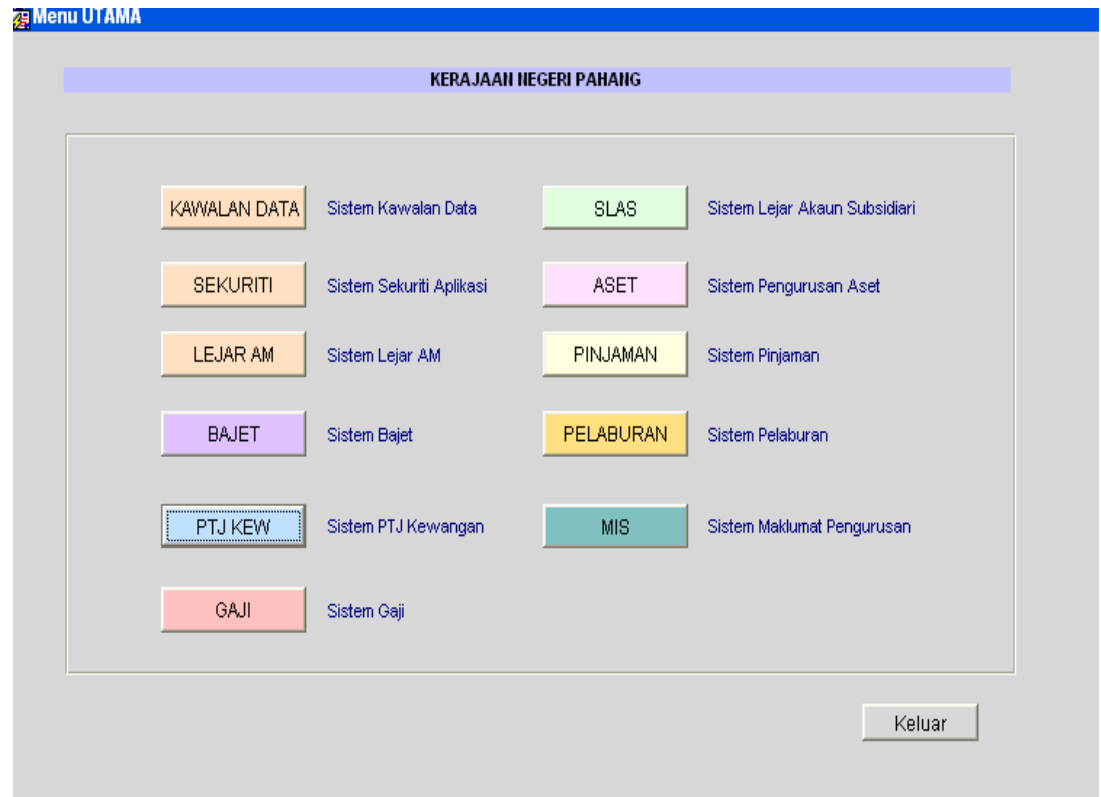 Menu UTAMA
KERAJAAN NEGERI PAHANG
KAWALAN DATA Sistem Kawalan Data SLAS Sistem Lejar Akaun Subsidiari
SEKURITI Sistem Sekuriti Aplikasi ASET Sistem Pengurusan Aset
LEJAR AM Sistem Lejar AM PINJAMAN Sistem Pinjaman
BAJET Sistem Bajet PELABURAN Sistem Pelaburan
PTJ KEW Sistem PTJ Kewangan MIS Sistem Maklumat Pengurusan
GAJI Sistem Gaji
Keluar